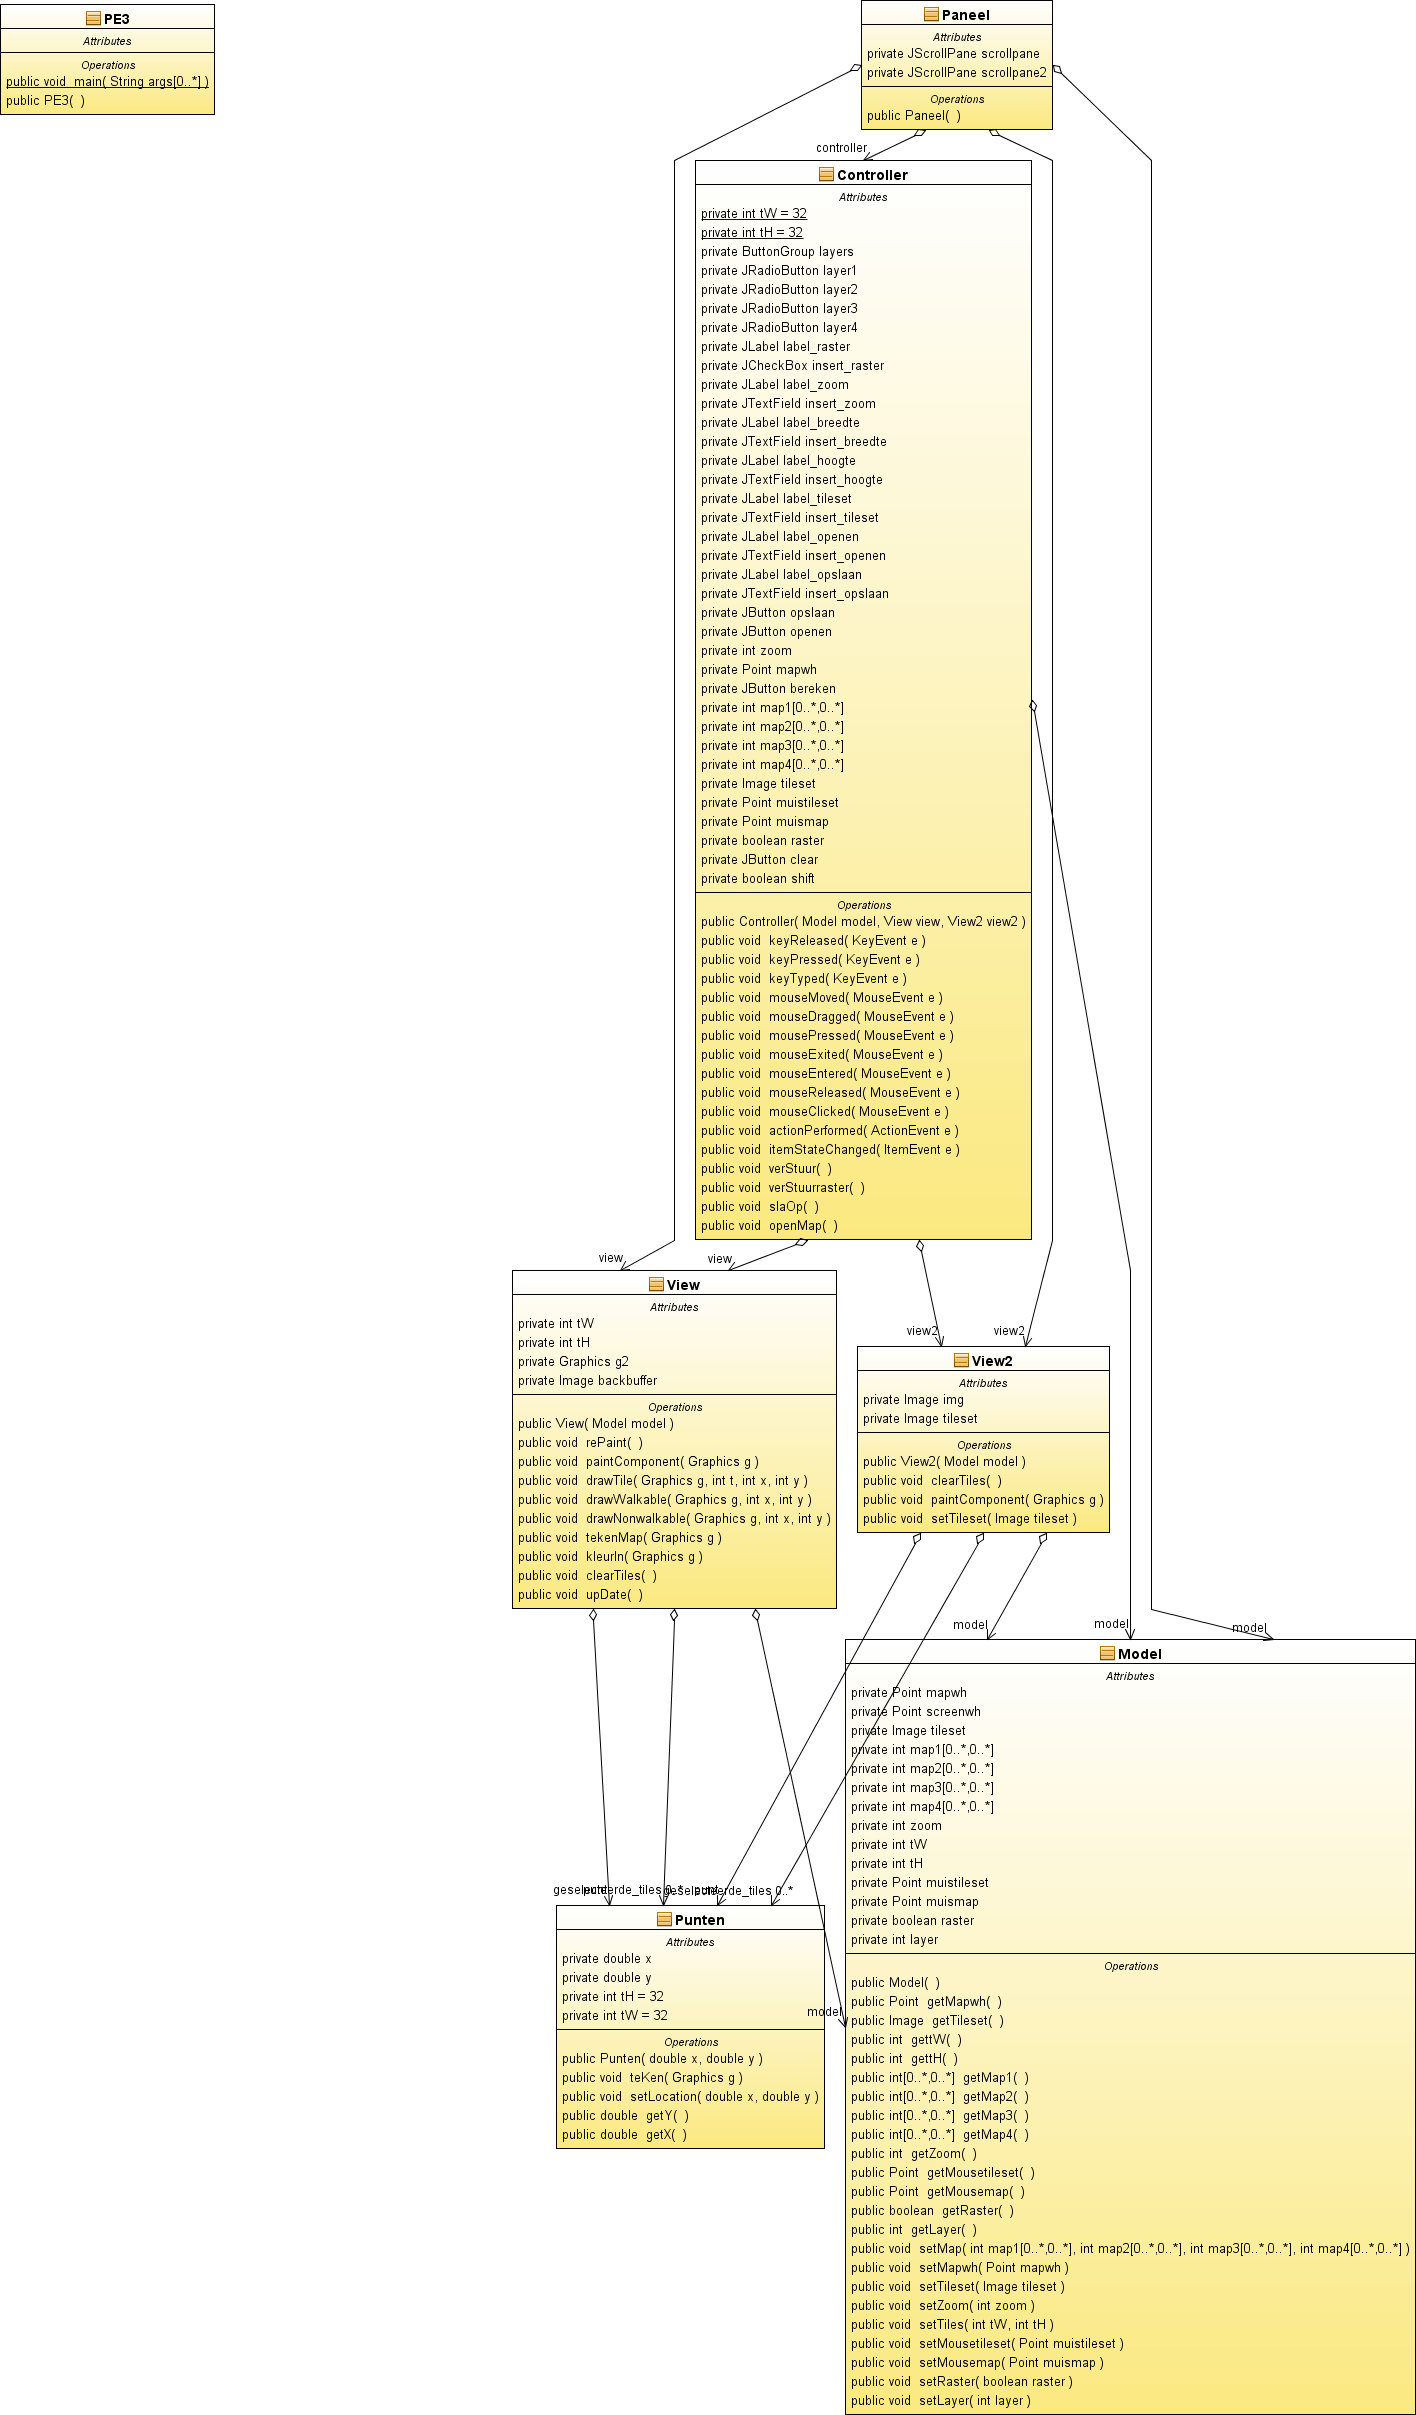 PE3
Attributes
Operations
public void  main( String args[0..*] )
public PE3(  )
Paneel
Attributes
private JScrollPane scrollpane
private JScrollPane scrollpane2
Operations
public Paneel(  )
controller
Controller
Attributes
private int tW = 32
private int tH = 32
private ButtonGroup layers
private JRadioButton layer1
private JRadioButton layer2
private JRadioButton layer3
private JRadioButton layer4
private JLabel label_raster
private JCheckBox insert_raster
private JLabel label_zoom
private JTextField insert_zoom
private JLabel label_breedte
private JTextField insert_breedte
private JLabel label_hoogte
private JTextField insert_hoogte
private JLabel label_tileset
private JTextField insert_tileset
private JLabel label_openen
private JTextField insert_openen
private JLabel label_opslaan
private JTextField insert_opslaan
private JButton opslaan
private JButton openen
private int zoom
private Point mapwh
private JButton bereken
private int map1[0..*,0..*]
private int map2[0..*,0..*]
private int map3[0..*,0..*]
private int map4[0..*,0..*]
private Image tileset
private Point muistileset
private Point muismap
private boolean raster
private JButton clear
private boolean shift
Operations
public Controller( Model model, View view, View2 view2 )
public void  keyReleased( KeyEvent e )
public void  keyPressed( KeyEvent e )
public void  keyTyped( KeyEvent e )
public void  mouseMoved( MouseEvent e )
public void  mouseDragged( MouseEvent e )
public void  mousePressed( MouseEvent e )
public void  mouseExited( MouseEvent e )
public void  mouseEntered( MouseEvent e )
public void  mouseReleased( MouseEvent e )
public void  mouseClicked( MouseEvent e )
public void  actionPerformed( ActionEvent e )
public void  itemStateChanged( ItemEvent e )
public void  verStuur(  )
public void  verStuurraster(  )
public void  slaOp(  )
public void  openMap(  )
view
view
View
Attributes
private int tW
private int tH
private Graphics g2
private Image backbuffer
Operations
public View( Model model )
public void  rePaint(  )
public void  paintComponent( Graphics g )
public void  drawTile( Graphics g, int t, int x, int y )
public void  drawWalkable( Graphics g, int x, int y )
public void  drawNonwalkable( Graphics g, int x, int y )
public void  tekenMap( Graphics g )
public void  kleurIn( Graphics g )
public void  clearTiles(  )
public void  upDate(  )
view2
view2
View2
Attributes
private Image img
private Image tileset
Operations
public View2( Model model )
public void  clearTiles(  )
public void  paintComponent( Graphics g )
public void  setTileset( Image tileset )
model
model
model
Model
Attributes
private Point mapwh
private Point screenwh
private Image tileset
private int map1[0..*,0..*]
private int map2[0..*,0..*]
private int map3[0..*,0..*]
private int map4[0..*,0..*]
private int zoom
private int tW
private int tH
private Point muistileset
private Point muismap
private boolean raster
private int layer
Operations
public Model(  )
public Point  getMapwh(  )
public Image  getTileset(  )
public int  gettW(  )
public int  gettH(  )
public int[0..*,0..*]  getMap1(  )
public int[0..*,0..*]  getMap2(  )
public int[0..*,0..*]  getMap3(  )
public int[0..*,0..*]  getMap4(  )
public int  getZoom(  )
public Point  getMousetileset(  )
public Point  getMousemap(  )
public boolean  getRaster(  )
public int  getLayer(  )
public void  setMap( int map1[0..*,0..*], int map2[0..*,0..*], int map3[0..*,0..*], int map4[0..*,0..*] )
public void  setMapwh( Point mapwh )
public void  setTileset( Image tileset )
public void  setZoom( int zoom )
public void  setTiles( int tW, int tH )
public void  setMousetileset( Point muistileset )
public void  setMousemap( Point muismap )
public void  setRaster( boolean raster )
public void  setLayer( int layer )
model
Punten
Attributes
private double x
private double y
private int tH = 32
private int tW = 32
Operations
public Punten( double x, double y )
public void  teKen( Graphics g )
public void  setLocation( double x, double y )
public double  getY(  )
public double  getX(  )